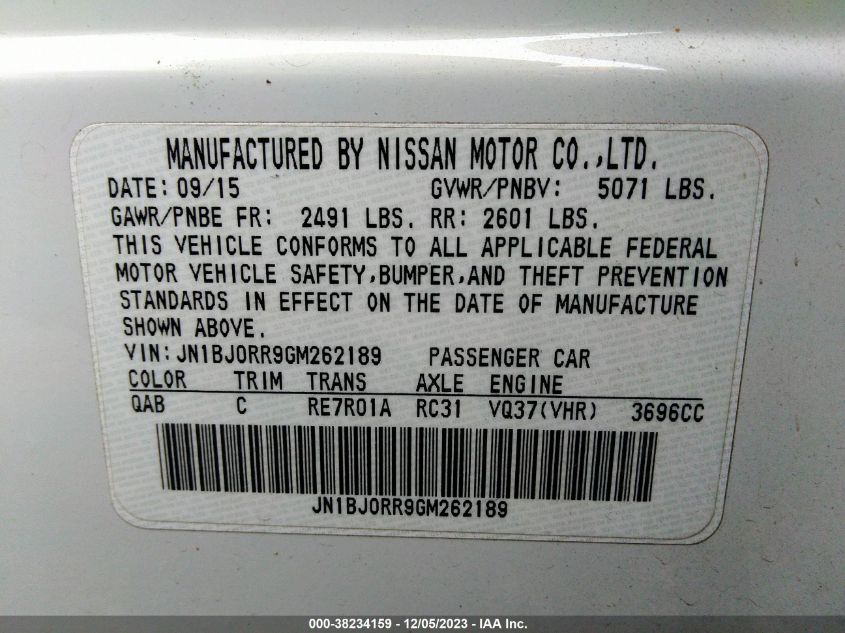 MANUFACTURED BY NISSAN MOTOR CO.,LTD.
DATE: 09/15 GVWR/PNBV: 5071 LBS.
GAWR/PNBE FR: 2491 LBS. RR: 2601 LBS.
THIS VEHICLE CONFORMS TO ALL APPLICABLE FEDERAL
MOTOR VEHICLE SAFETY,BUMPER,AND THEFT PREVENTION
STANDARDS IN EFFECT ON THE DATE OF MANUFACTURE
SHOWN ABOVE.
VIN: JN1BJ0RR9GM262189 PASSENGER CAR
COLOR TRIM TRANS AXLE ENGINE
QAB C RE7R01A RC31 VQ37(VHR) 3696CC
JN1BJ0RR9GM262189
000-38234159 - 12/05/2023 - IAA Inc.